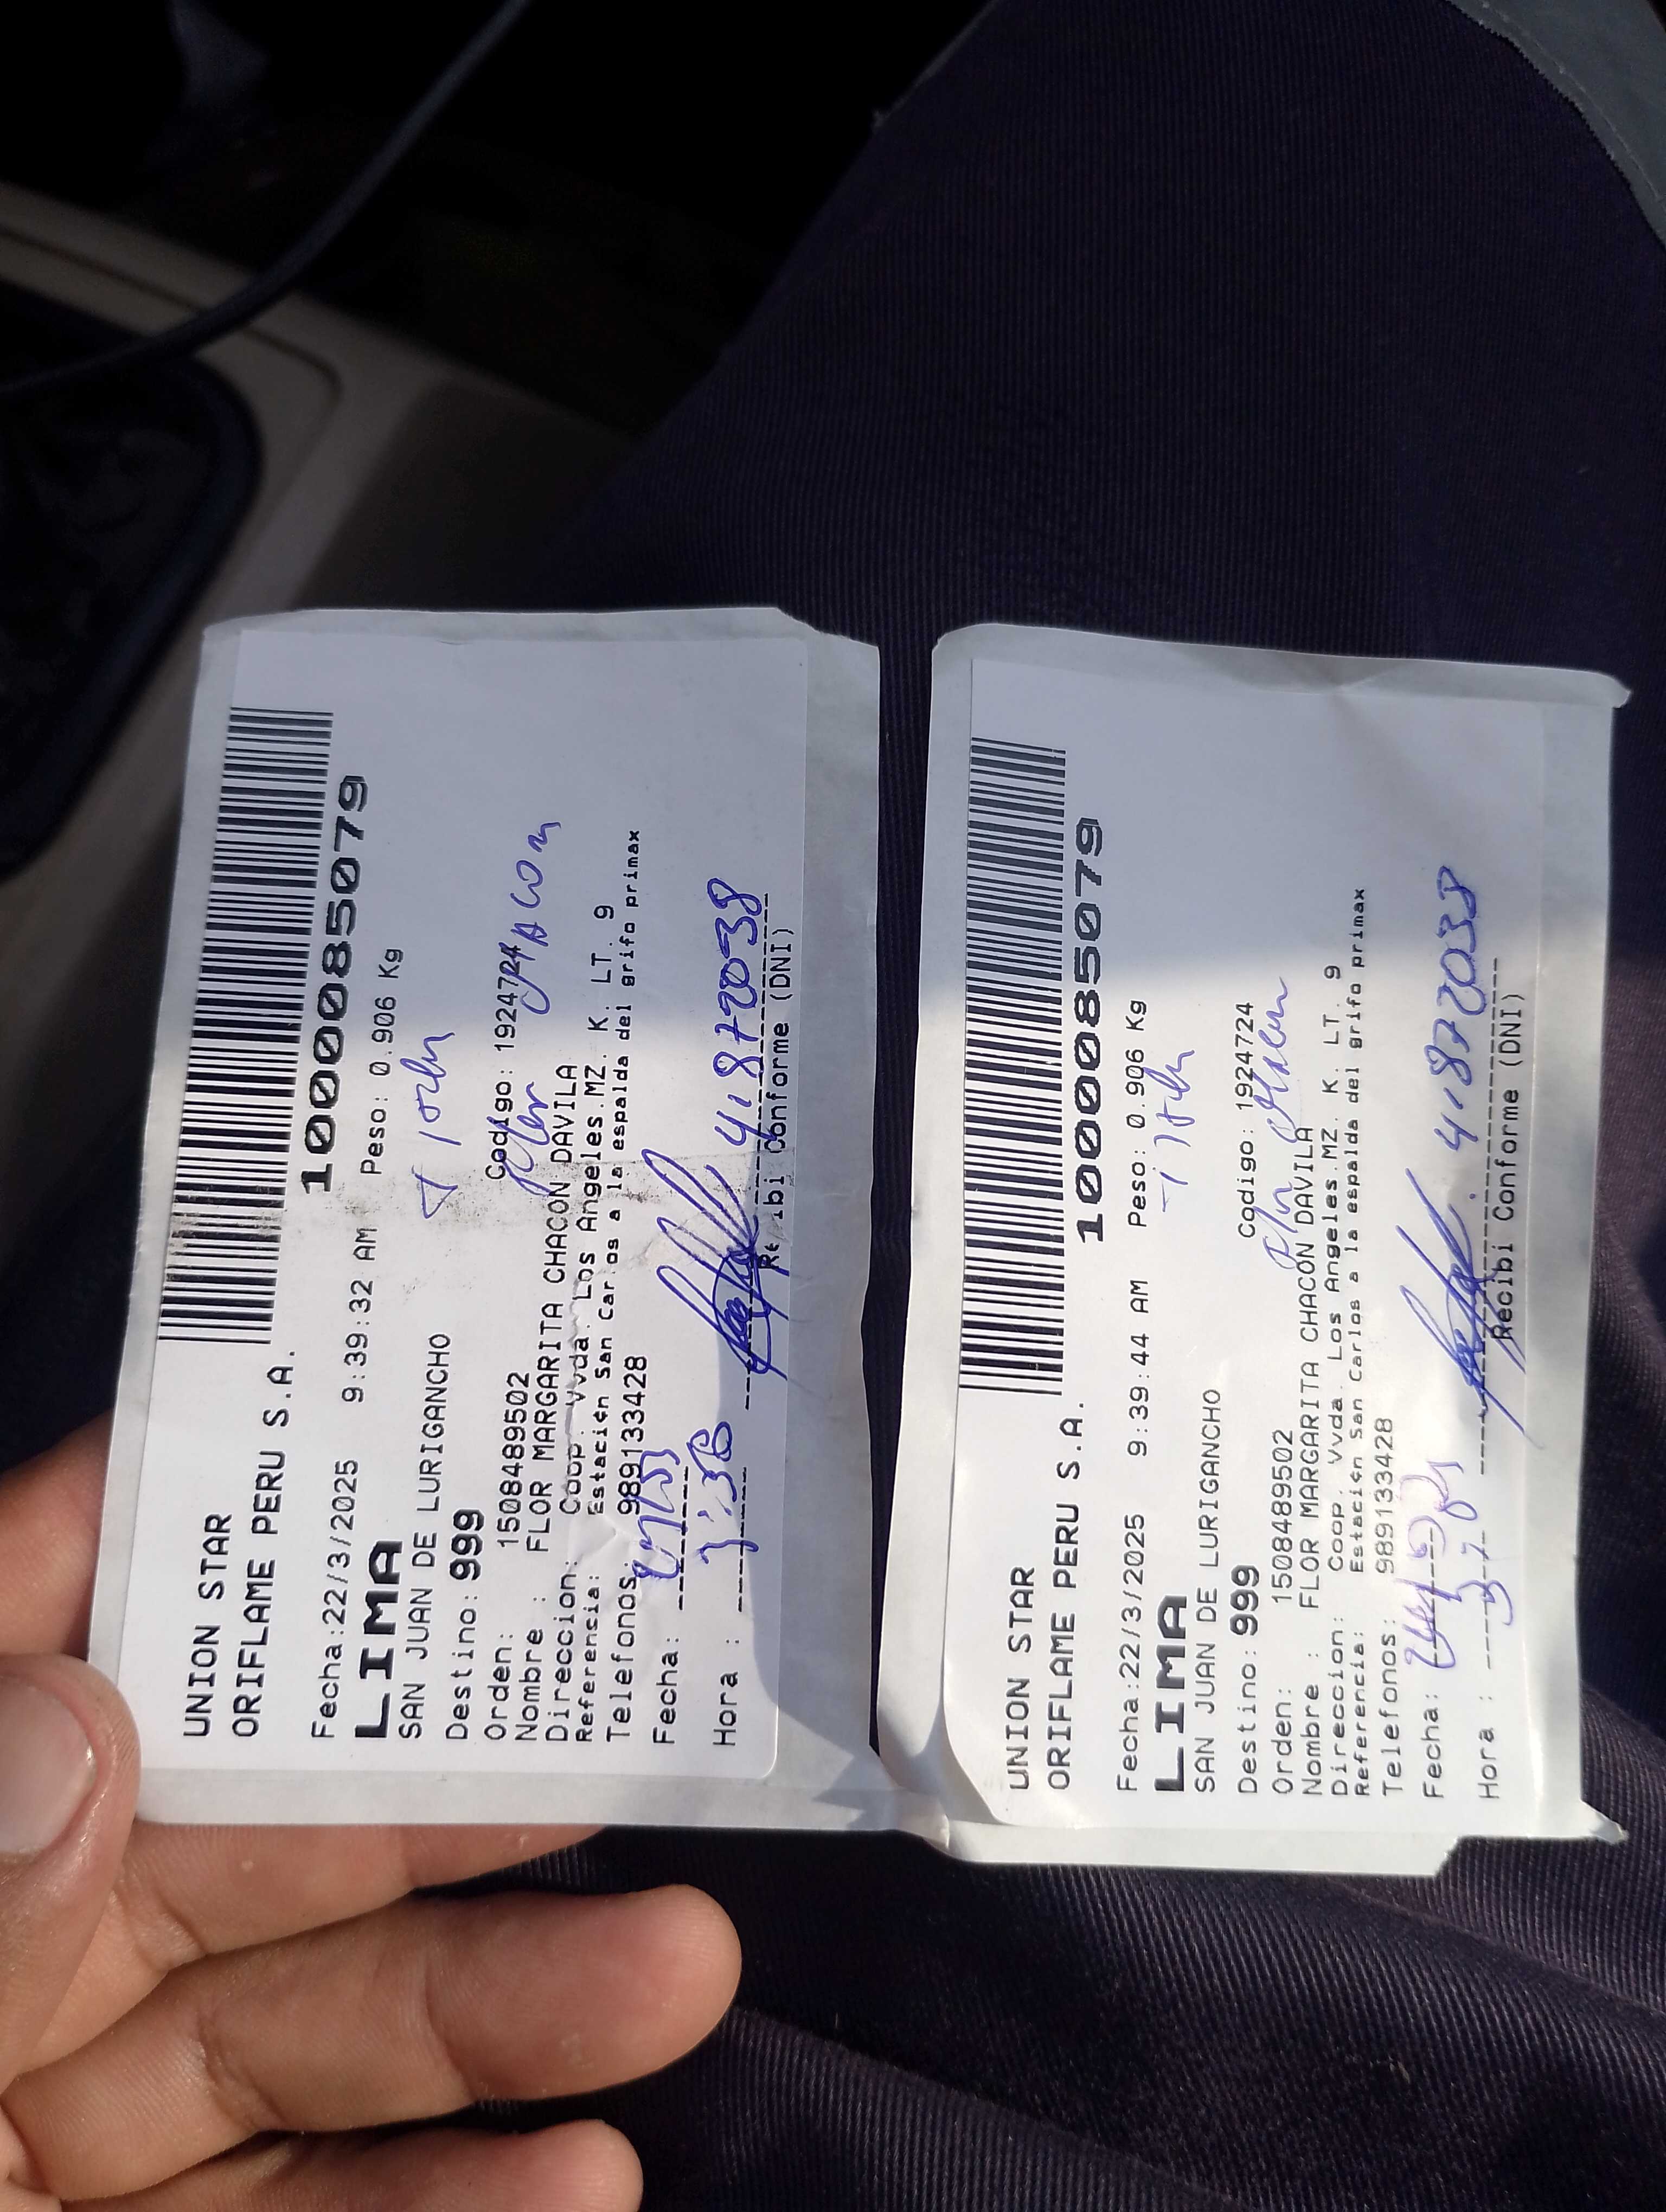 UNION STAR
ORIFLAME PERU S.A.
1000085079
Fecha:22/3/2025 9:39:32 AM Peso: 0.906 Kg
LIMA
SAN JUAN DE LURIGANCHO
Destino: 999
Orden: 1508489502 Codigo: 1924724
Nombre : FLOR MARGARITA CHACON DAVILA
Direccion: Coop. Vvda. Los Angeles.MZ. K. LT. 9
Referencia: Estación San Carlos a la espalda del grifo primax
Telefonos: 989133428
Fecha:
Hora : 41872038
Recibi Conforme (DNI)
UNION STAR
ORIFLAME PERU S.A.
1000085079
Fecha:22/3/2025 9:39:44 AM Peso: 0.906 Kg
LIMA
SAN JUAN DE LURIGANCHO
Destino: 999
Orden: 1508489502 Codigo: 1924724
Nombre : FLOR MARGARITA CHACON DAVILA
Direccion: Coop. Vvda. Los Angeles.MZ. K. LT. 9
Referencia: Estación San Carlos a la espalda del grifo primax
Telefonos: 989133428
Fecha:
Hora : 41872038
Recibi Conforme (DNI)